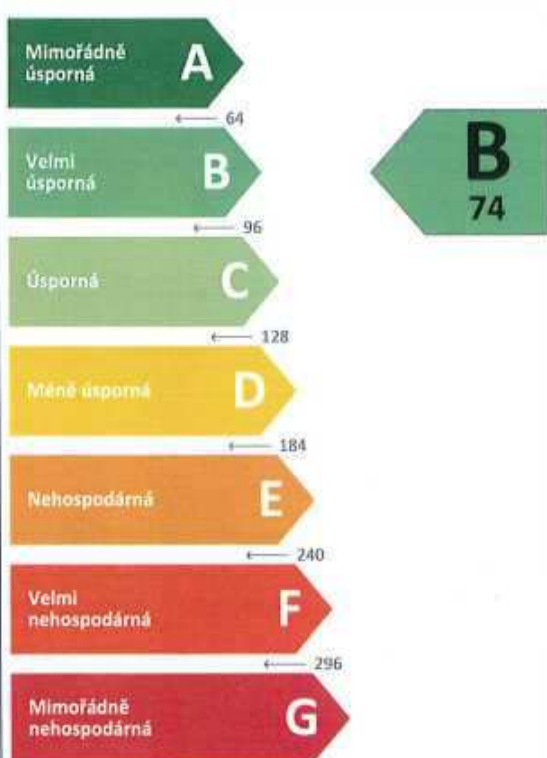 Mimořádně
úsporná
A
64
Velmi
úsporná
B
96
Úsporná
C
128
Méně úsporná
D
184
Nehospodárná
E
240
Velmi
nehospodárná
F
296
Mimořádně
nehospodárná
G
B
74